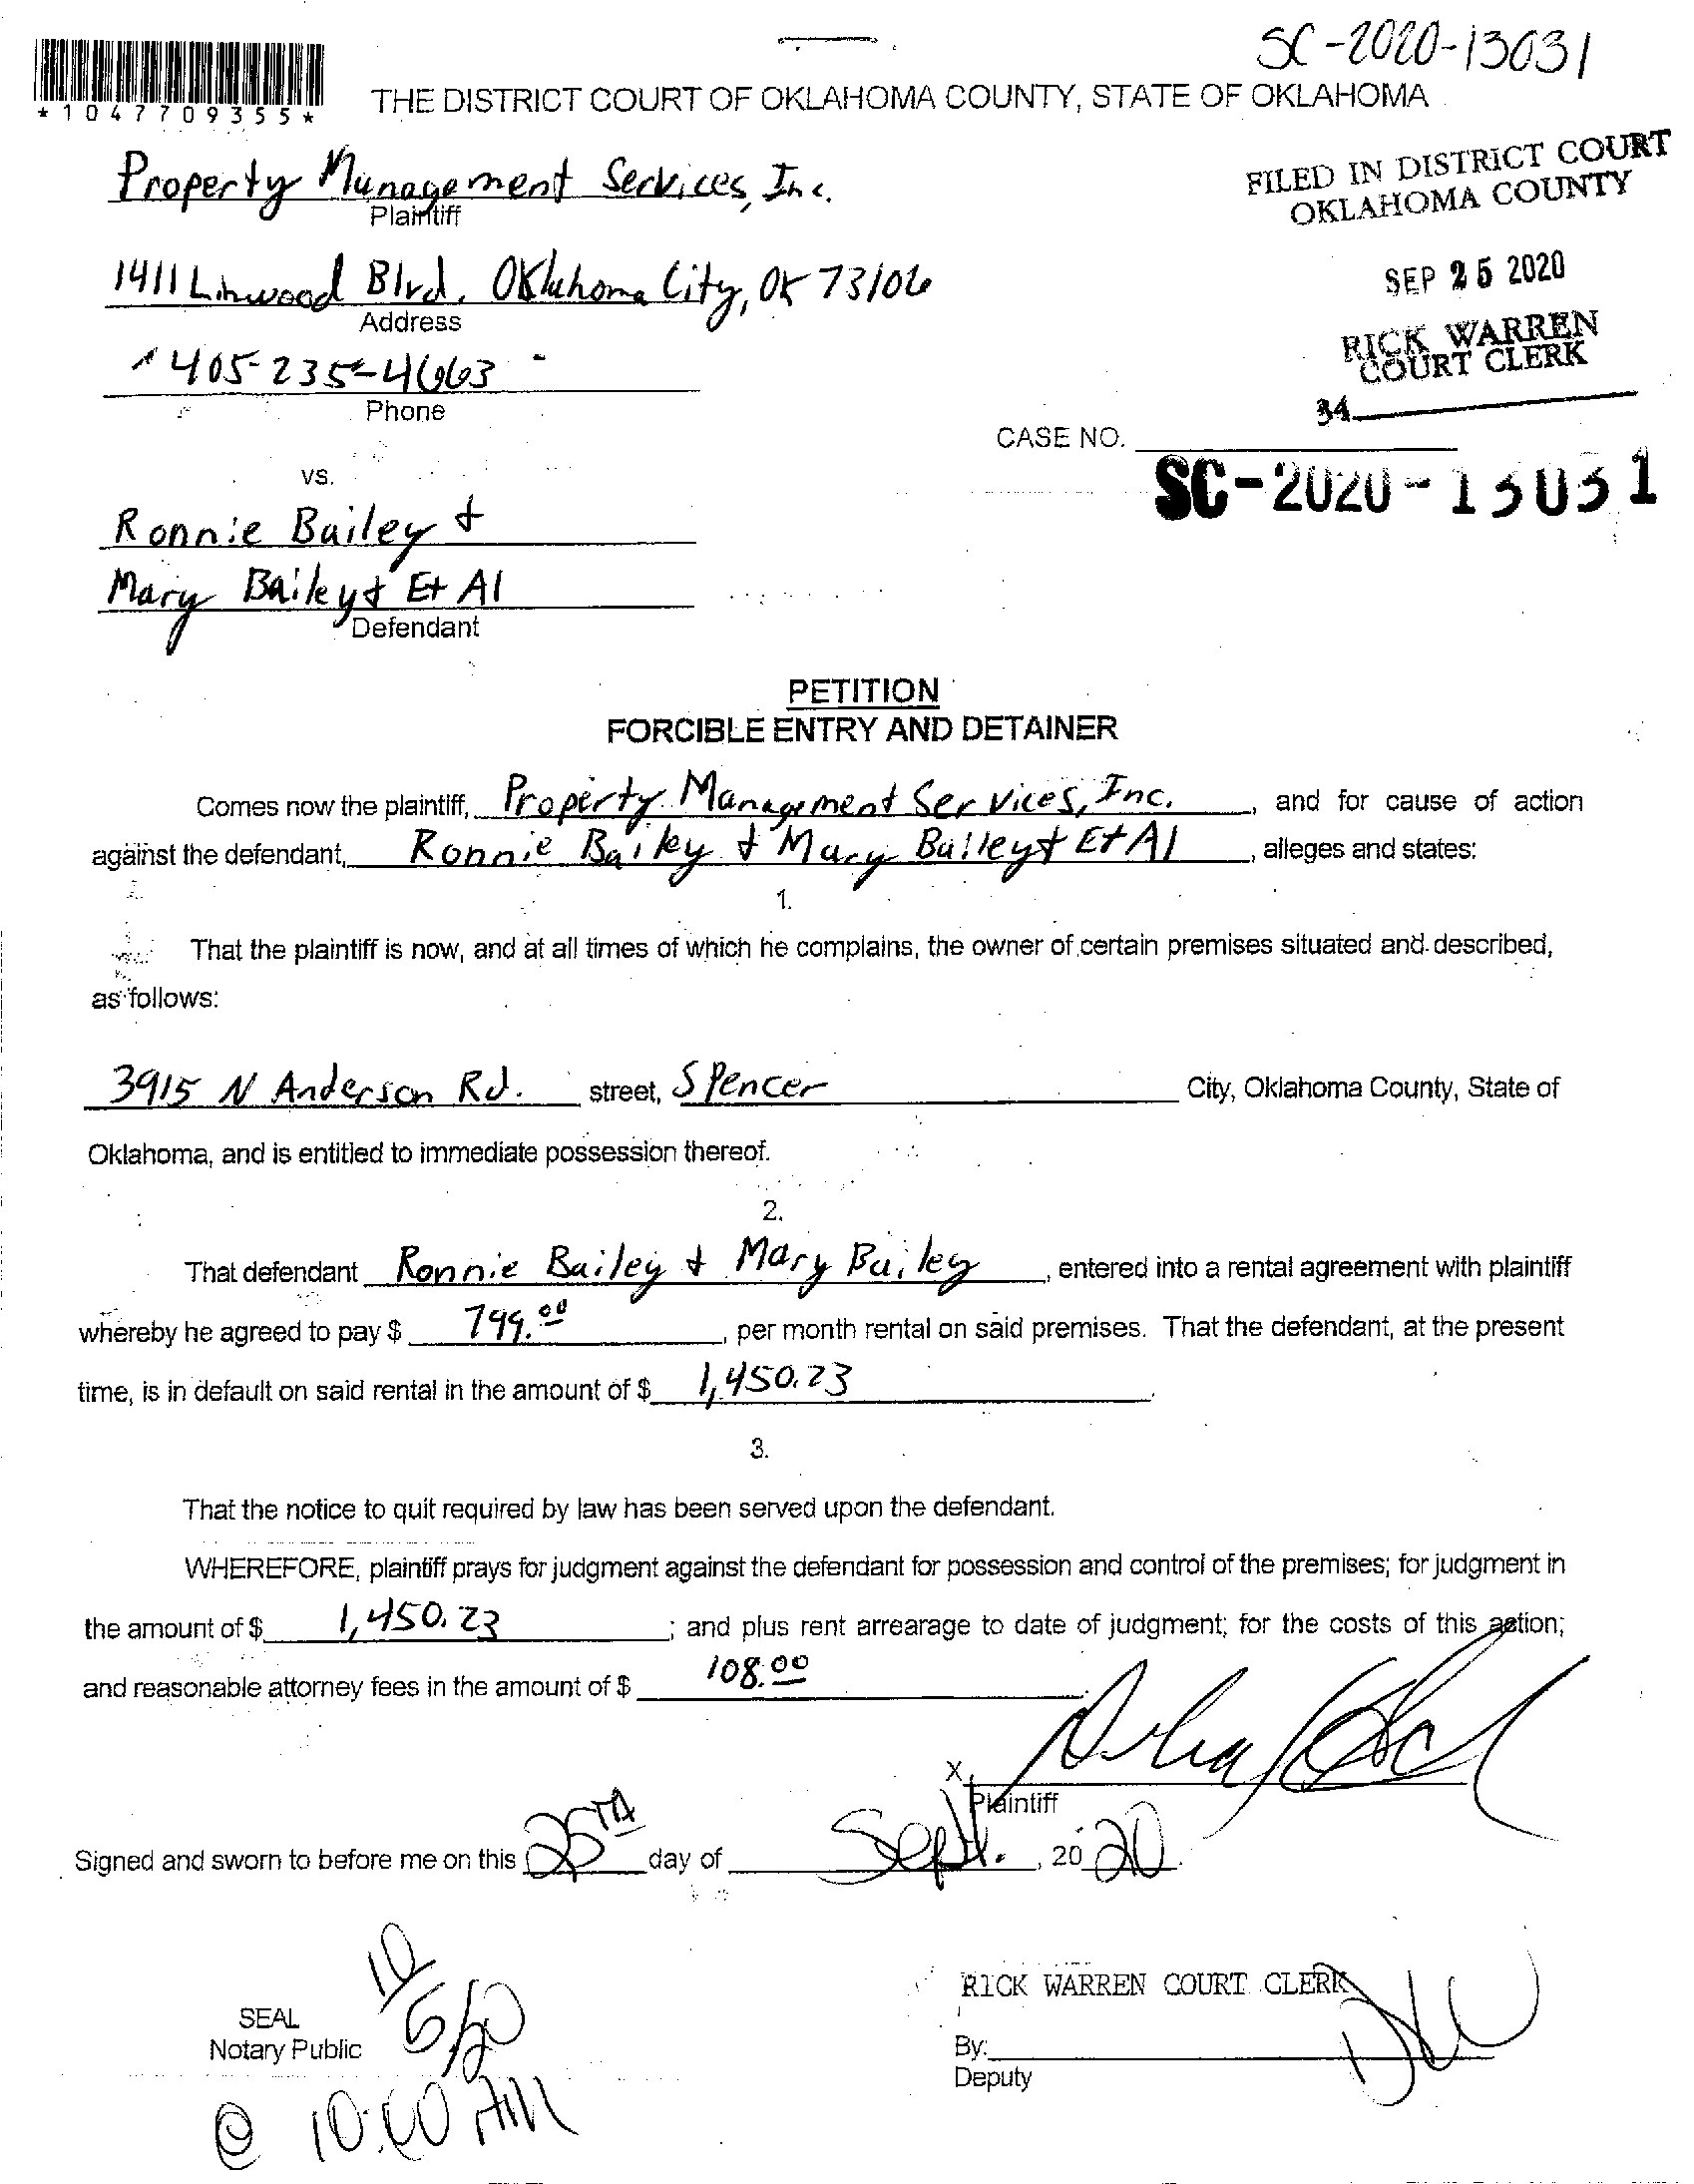 SC-2020-13031
*1047709355*
THE DISTRICT COURT OF OKLAHOMA COUNTY, STATE OF OKLAHOMA
Property Management Services, Inc.
Plaintiff
FILED IN DISTRICT COURT
OKLAHOMA COUNTY
1411 Linwood Blvd. Oklahoma City, OK 73106
Address
SEP 25 2020
RICK WARREN
COURT CLERK
405-235-4663
Phone
34
CASE NO.
SC-2020-13031
vs.
Ronnie Bailey &
Mary Bailey & Et Al
Defendant
PETITION
FORCIBLE ENTRY AND DETAINER
Comes now the plaintiff, Property Management Services, Inc. , and for cause of action
against the defendant, Ronnie Bailey & Mary Bailey & Et Al , alleges and states:
1.
That the plaintiff is now, and at all times of which he complains, the owner of certain premises situated and described,
as follows:
3915 N Anderson Rd. street, Spencer City, Oklahoma County, State of
Oklahoma, and is entitled to immediate possession thereof.
2.
That defendant Ronnie Bailey & Mary Bailey , entered into a rental agreement with plaintiff
whereby he agreed to pay $ 799.00 , per month rental on said premises. That the defendant, at the present
time, is in default on said rental in the amount of $ 1,450.23 .
3.
That the notice to quit required by law has been served upon the defendant.
WHEREFORE, plaintiff prays for judgment against the defendant for possession and control of the premises; for judgment in
the amount of $ 1,450.23 ; and plus rent arrearage to date of judgment; for the costs of this action;
and reasonable attorney fees in the amount of $ 108.00 .
X
Plaintiff
Signed and sworn to before me on this 25TH day of Sept. , 20 20 .
10/5/20
@ 10:00 AM
SEAL
Notary Public
RICK WARREN COURT CLERK
By:
Deputy